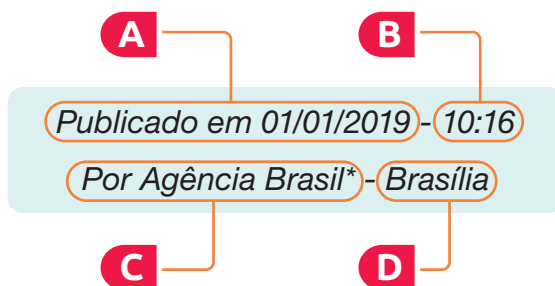 A B
Publicado em 01/01/2019 - 10:16
Por Agência Brasil* - Brasília
C D